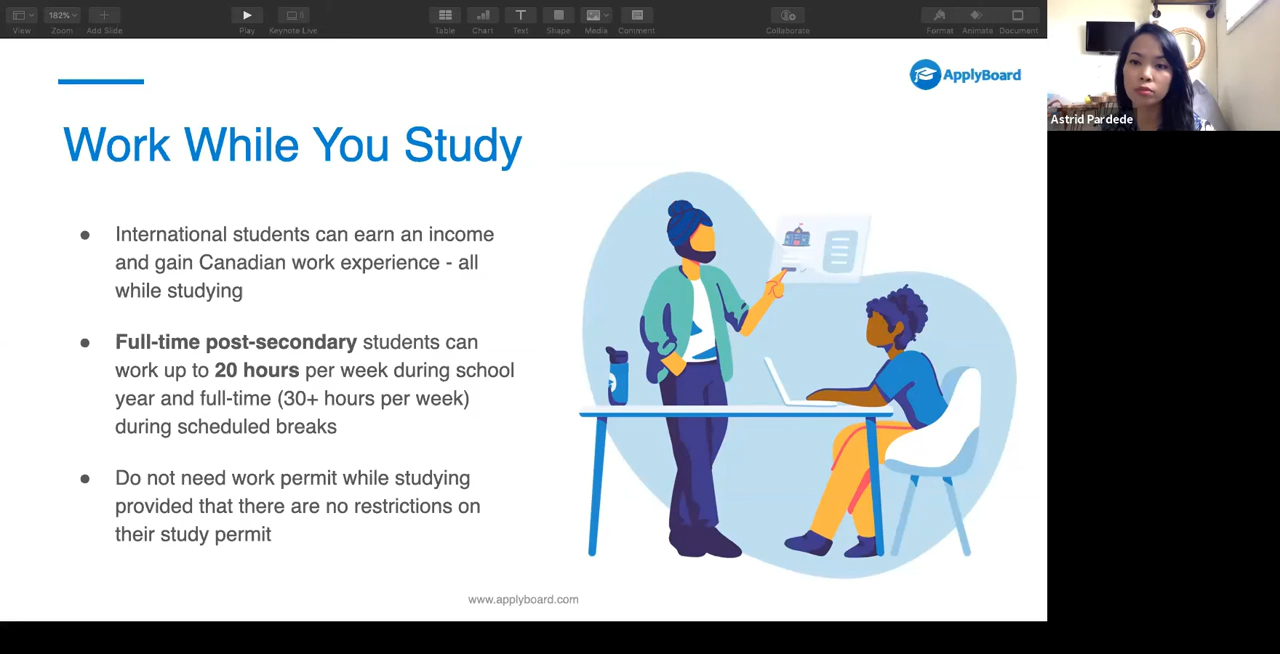 182%
View
Zoom
Add Slide
Play
Keynote Live
Table
Chart
Text
Shape
Media
Comment
Collaborate
Format
Animate
Document
ApplyBoard
Astrid Pardede
Work While You Study
International students can earn an income
and gain Canadian work experience - all
while studying
Full-time post-secondary students can
work up to 20 hours per week during school
year and full-time (30+ hours per week)
during scheduled breaks
Do not need work permit while studying
provided that there are no restrictions on
their study permit
www.applyboard.com